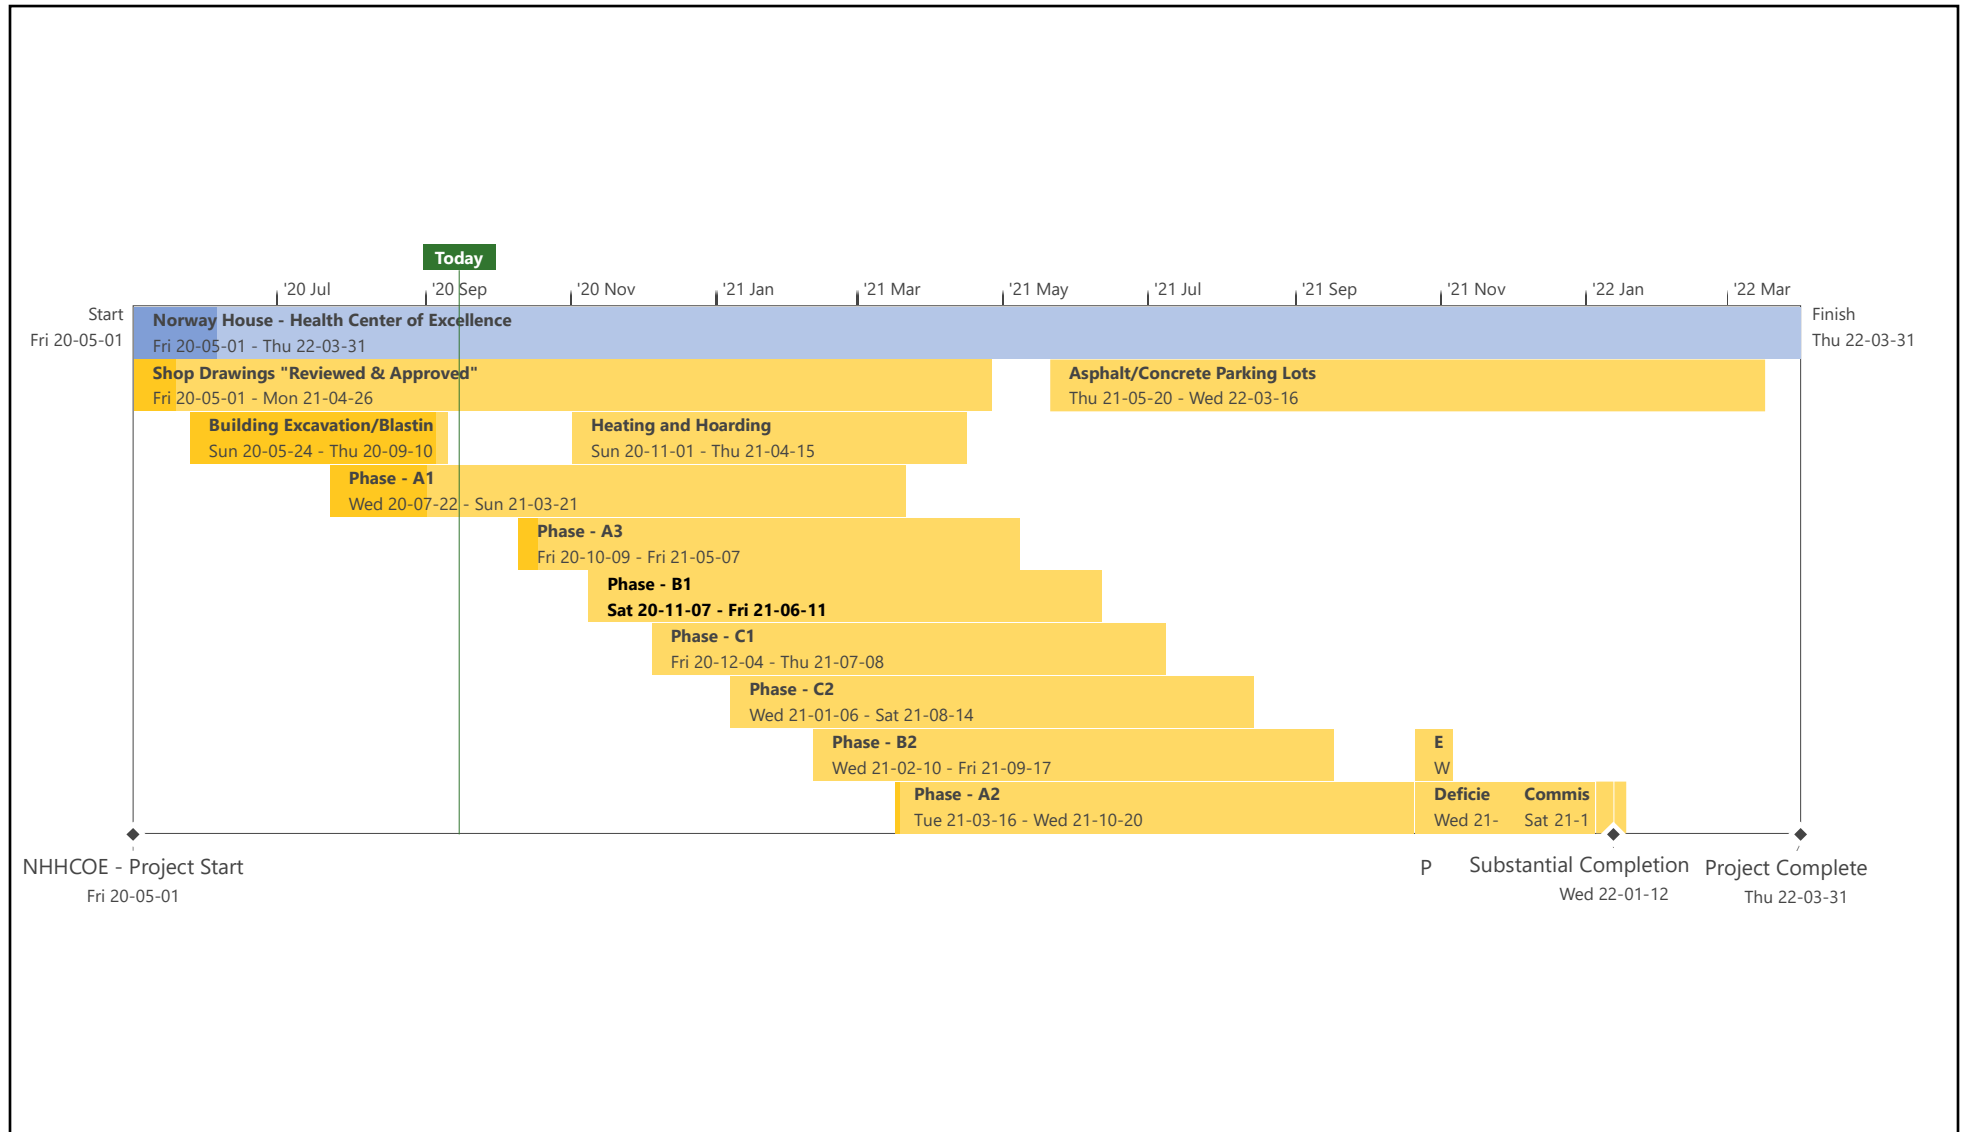 Today
'20 Jul '20 Sep '20 Nov '21 Jan '21 Mar '21 May '21 Jul '21 Sep '21 Nov '22 Jan '22 Mar
Start
Fri 20-05-01
Finish
Thu 22-03-31
Norway House - Health Center of Excellence
Fri 20-05-01 - Thu 22-03-31
Shop Drawings "Reviewed & Approved"
Fri 20-05-01 - Mon 21-04-26
Asphalt/Concrete Parking Lots
Thu 21-05-20 - Wed 22-03-16
Building Excavation/Blastin
Sun 20-05-24 - Thu 20-09-10
Heating and Hoarding
Sun 20-11-01 - Thu 21-04-15
Phase - A1
Wed 20-07-22 - Sun 21-03-21
Phase - A3
Fri 20-10-09 - Fri 21-05-07
Phase - B1
Sat 20-11-07 - Fri 21-06-11
Phase - C1
Fri 20-12-04 - Thu 21-07-08
Phase - C2
Wed 21-01-06 - Sat 21-08-14
Phase - B2
Wed 21-02-10 - Fri 21-09-17
E
W
Phase - A2
Tue 21-03-16 - Wed 21-10-20
Deficie
Wed 21-
Commis
Sat 21-1
NHHCOE - Project Start
Fri 20-05-01
P
Substantial Completion
Wed 22-01-12
Project Complete
Thu 22-03-31